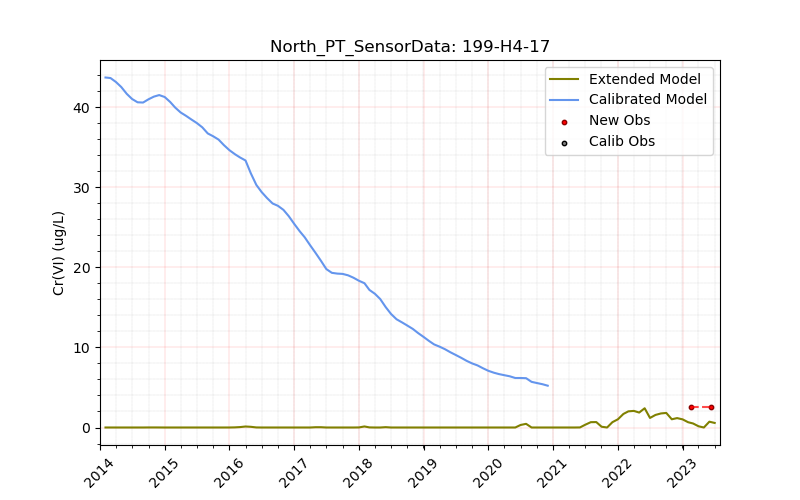 North_PT_SensorData: 199-H4-17
Extended Model
Calibrated Model
New Obs
Calib Obs
Cr(VI) (ug/L)
40
30
20
10
0
2014 2015 2016 2017 2018 2019 2020 2021 2022 2023